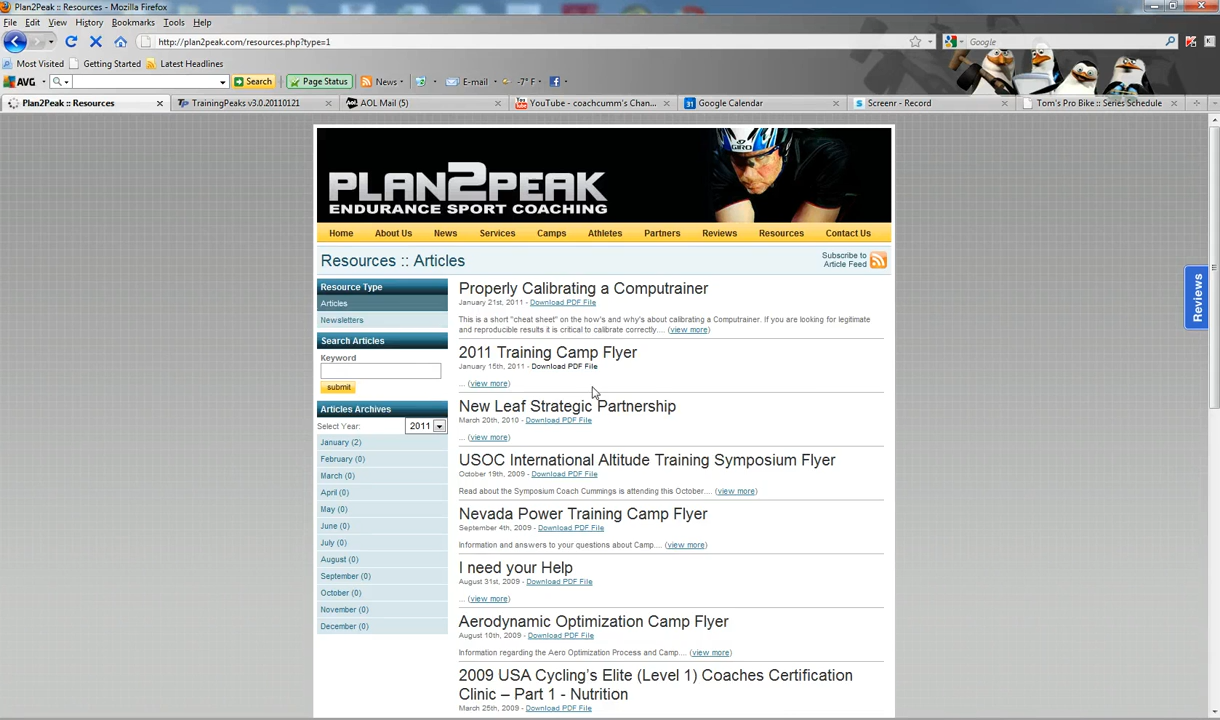 Plan2Peak :: Resources - Mozilla Firefox
File Edit View History Bookmarks Tools Help
http://plan2peak.com/resources.php?type=1
Google
Most Visited Getting Started Latest Headlines
AVG Search Page Status News E-mail -7° F
Plan2Peak :: Resources TrainingPeaks v3.0.20110121 AOL Mail (5) YouTube - coachcumm's Chan... Google Calendar Screenr - Record Tom's Pro Bike :: Series Schedule
GIRO
PLAN2PEAK
ENDURANCE SPORT COACHING
Home About Us News Services Camps Athletes Partners Reviews Resources Contact Us
Resources :: Articles
Subscribe to
Article Feed
Reviews
Resource Type
Articles
Newsletters
Search Articles
Keyword
submit
Articles Archives
Select Year: 2011
January (2)
February (0)
March (0)
April (0)
May (0)
June (0)
July (0)
August (0)
September (0)
October (0)
November (0)
December (0)
Properly Calibrating a Computrainer
January 21st, 2011 - Download PDF File
This is a short "cheat sheet" on the how's and why's about calibrating a Computrainer. If you are looking for legitimate
and reproducible results it is critical to calibrate correctly.... (view more)
2011 Training Camp Flyer
January 15th, 2011 - Download PDF File
... (view more)
New Leaf Strategic Partnership
March 20th, 2010 - Download PDF File
... (view more)
USOC International Altitude Training Symposium Flyer
October 19th, 2009 - Download PDF File
Read about the Symposium Coach Cummings is attending this October.... (view more)
Nevada Power Training Camp Flyer
September 4th, 2009 - Download PDF File
Information and answers to your questions about Camp.... (view more)
I need your Help
August 31st, 2009 - Download PDF File
... (view more)
Aerodynamic Optimization Camp Flyer
August 10th, 2009 - Download PDF File
Information regarding the Aero Optimization Process and Camp.... (view more)
2009 USA Cycling's Elite (Level 1) Coaches Certification
Clinic – Part 1 - Nutrition
March 25th, 2009 - Download PDF File